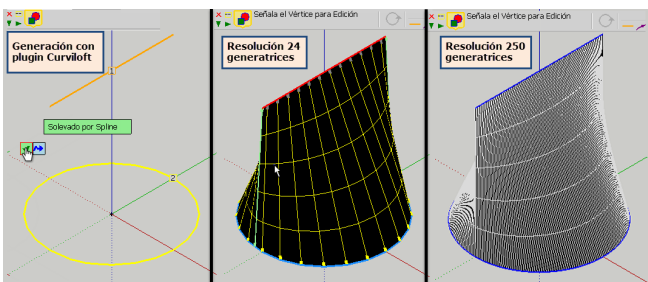 Generación con
plugin Curviloft
1
Solevado por Spline
2
Señala el Vértice para Edición
Resolución 24
generatrices
Señala el Vértice para Edición
Resolución 250
generatrices